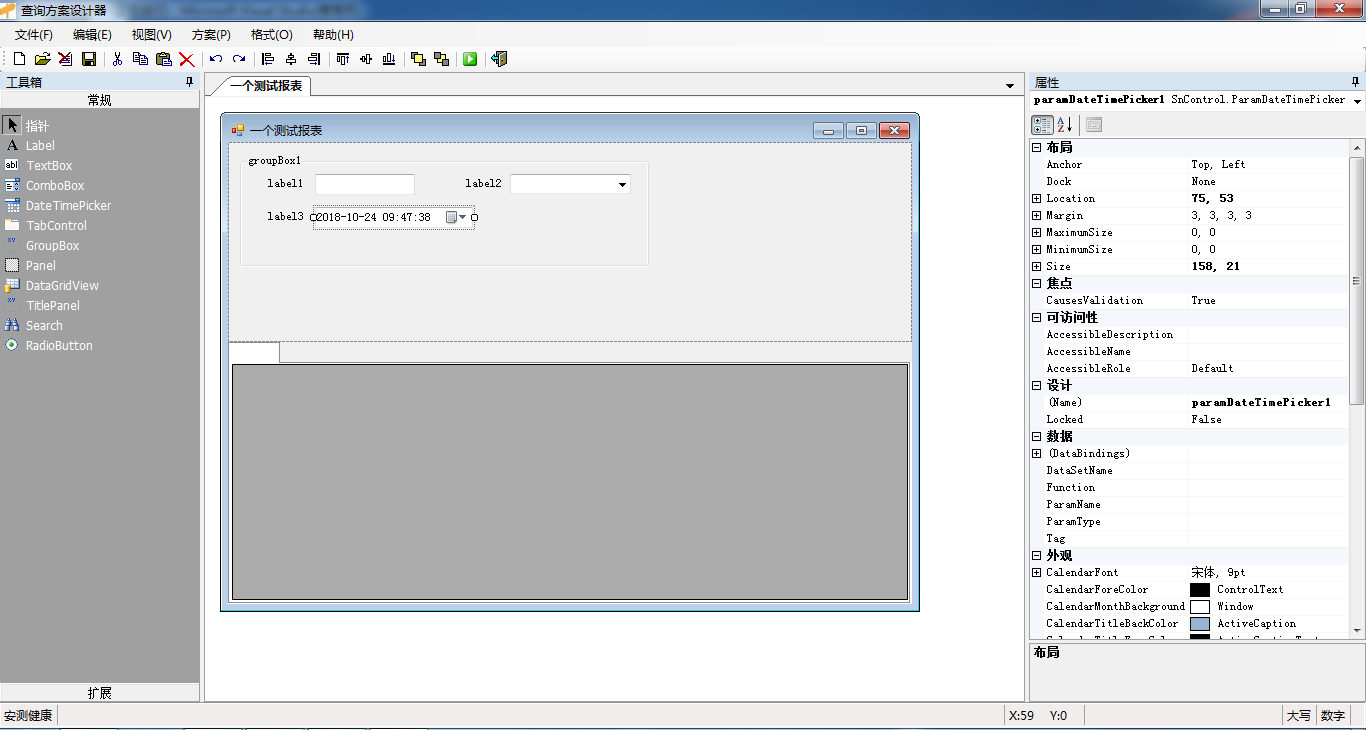 查询方案设计器
文件(F) 编辑(E) 视图(V) 方案(P) 格式(O) 帮助(H)
工具箱
常规
指针
A Label
abl TextBox
ComboBox
DateTimePicker
TabControl
GroupBox
Panel
DataGridView
TitlePanel
Search
RadioButton
扩展
一个测试报表
一个测试报表
groupBox1
label1 label2
label3 2018-10-24 09:47:38
属性
paramDateTimePicker1 SnControl.ParamDateTimePicker
布局
Anchor Top, Left
Dock None
Location 75, 53
Margin 3, 3, 3, 3
MaximumSize 0, 0
MinimumSize 0, 0
Size 158, 21
焦点
CausesValidation True
可访问性
AccessibleDescription
AccessibleName
AccessibleRole Default
设计
(Name) paramDateTimePicker1
Locked False
数据
(DataBindings)
DataSetName
Function
ParamName
ParamType
Tag
外观
CalendarFont 宋体, 9pt
CalendarForeColor ControlText
CalendarMonthBackground Window
CalendarTitleBackColor ActiveCaption
布局
安测健康 X:59 Y:0 大写 数字